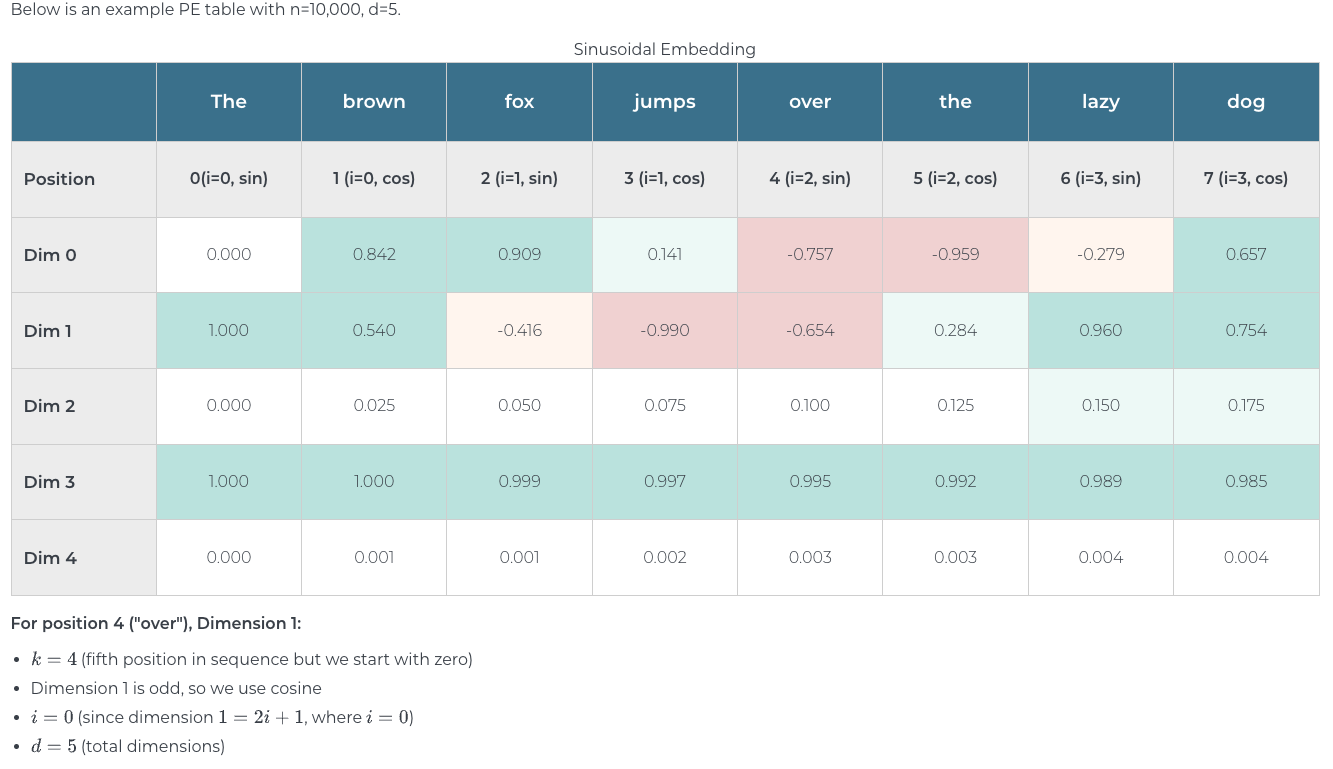 Below is an example PE table with n=10,000, d=5.
Sinusoidal Embedding
The brown fox jumps over the lazy dog
Position 0(i=0, sin) 1 (i=0, cos) 2 (i=1, sin) 3 (i=1, cos) 4 (i=2, sin) 5 (i=2, cos) 6 (i=3, sin) 7 (i=3, cos)
Dim 0 0.000 0.842 0.909 0.141 -0.757 -0.959 -0.279 0.657
Dim 1 1.000 0.540 -0.416 -0.990 -0.654 0.284 0.960 0.754
Dim 2 0.000 0.025 0.050 0.075 0.100 0.125 0.150 0.175
Dim 3 1.000 1.000 0.999 0.997 0.995 0.992 0.989 0.985
Dim 4 0.000 0.001 0.001 0.002 0.003 0.003 0.004 0.004
For position 4 ("over"), Dimension 1:
• k = 4 (fifth position in sequence but we start with zero)
• Dimension 1 is odd, so we use cosine
• i = 0 (since dimension 1 = 2i + 1, where i = 0)
• d = 5 (total dimensions)